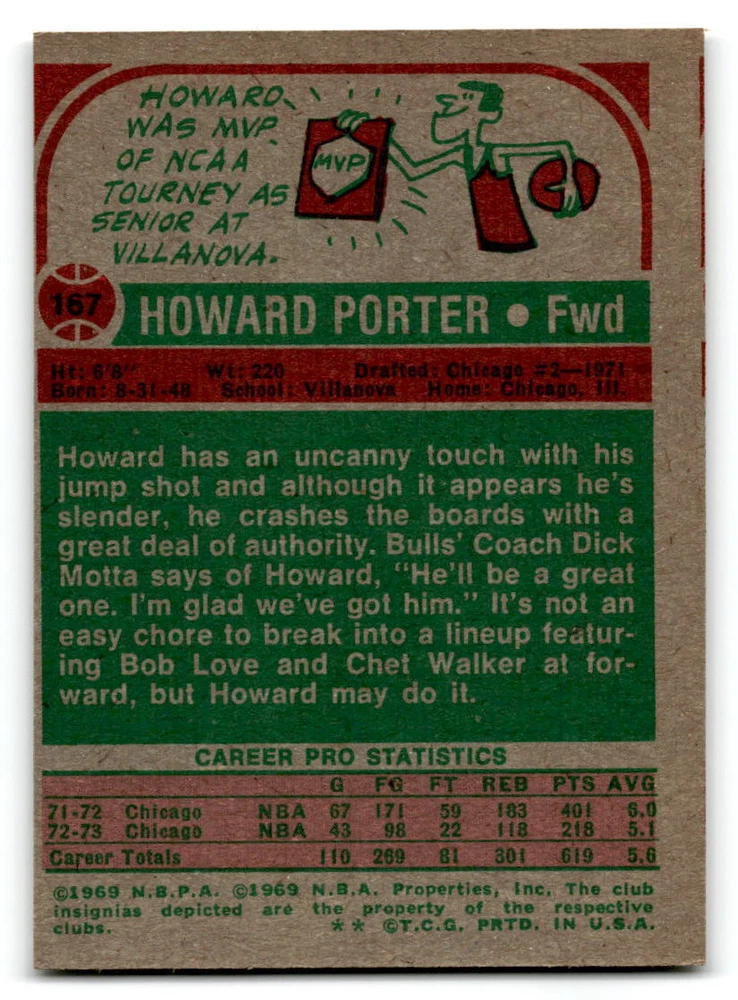 HOWARD
WAS MVP
OF NCAA
TOURNEY AS
SENIOR AT
VILLANOVA.
MVP
167
HOWARD PORTER • Fwd
Ht: 6'8" Wt: 220 Drafted: Chicago #2—1971
Born: 8-31-48 School: Villanova Home: Chicago, Ill.
Howard has an uncanny touch with his
jump shot and although it appears he's
slender, he crashes the boards with a
great deal of authority. Bulls' Coach Dick
Motta says of Howard, "He'll be a great
one. I'm glad we've got him." It's not an
easy chore to break into a lineup featur-
ing Bob Love and Chet Walker at for-
ward, but Howard may do it.
CAREER PRO STATISTICS
G FG FT REB PTS AVG
71-72 Chicago NBA 67 171 59 183 401 6.0
72-73 Chicago NBA 43 98 22 118 218 5.1
Career Totals 110 269 81 301 619 5.6
©1969 N.B.P.A. ©1969 N.B.A. Properties, Inc. The club
insignias depicted are the property of the respective
clubs. * * ©T.C.G. PRTD. IN U.S.A.